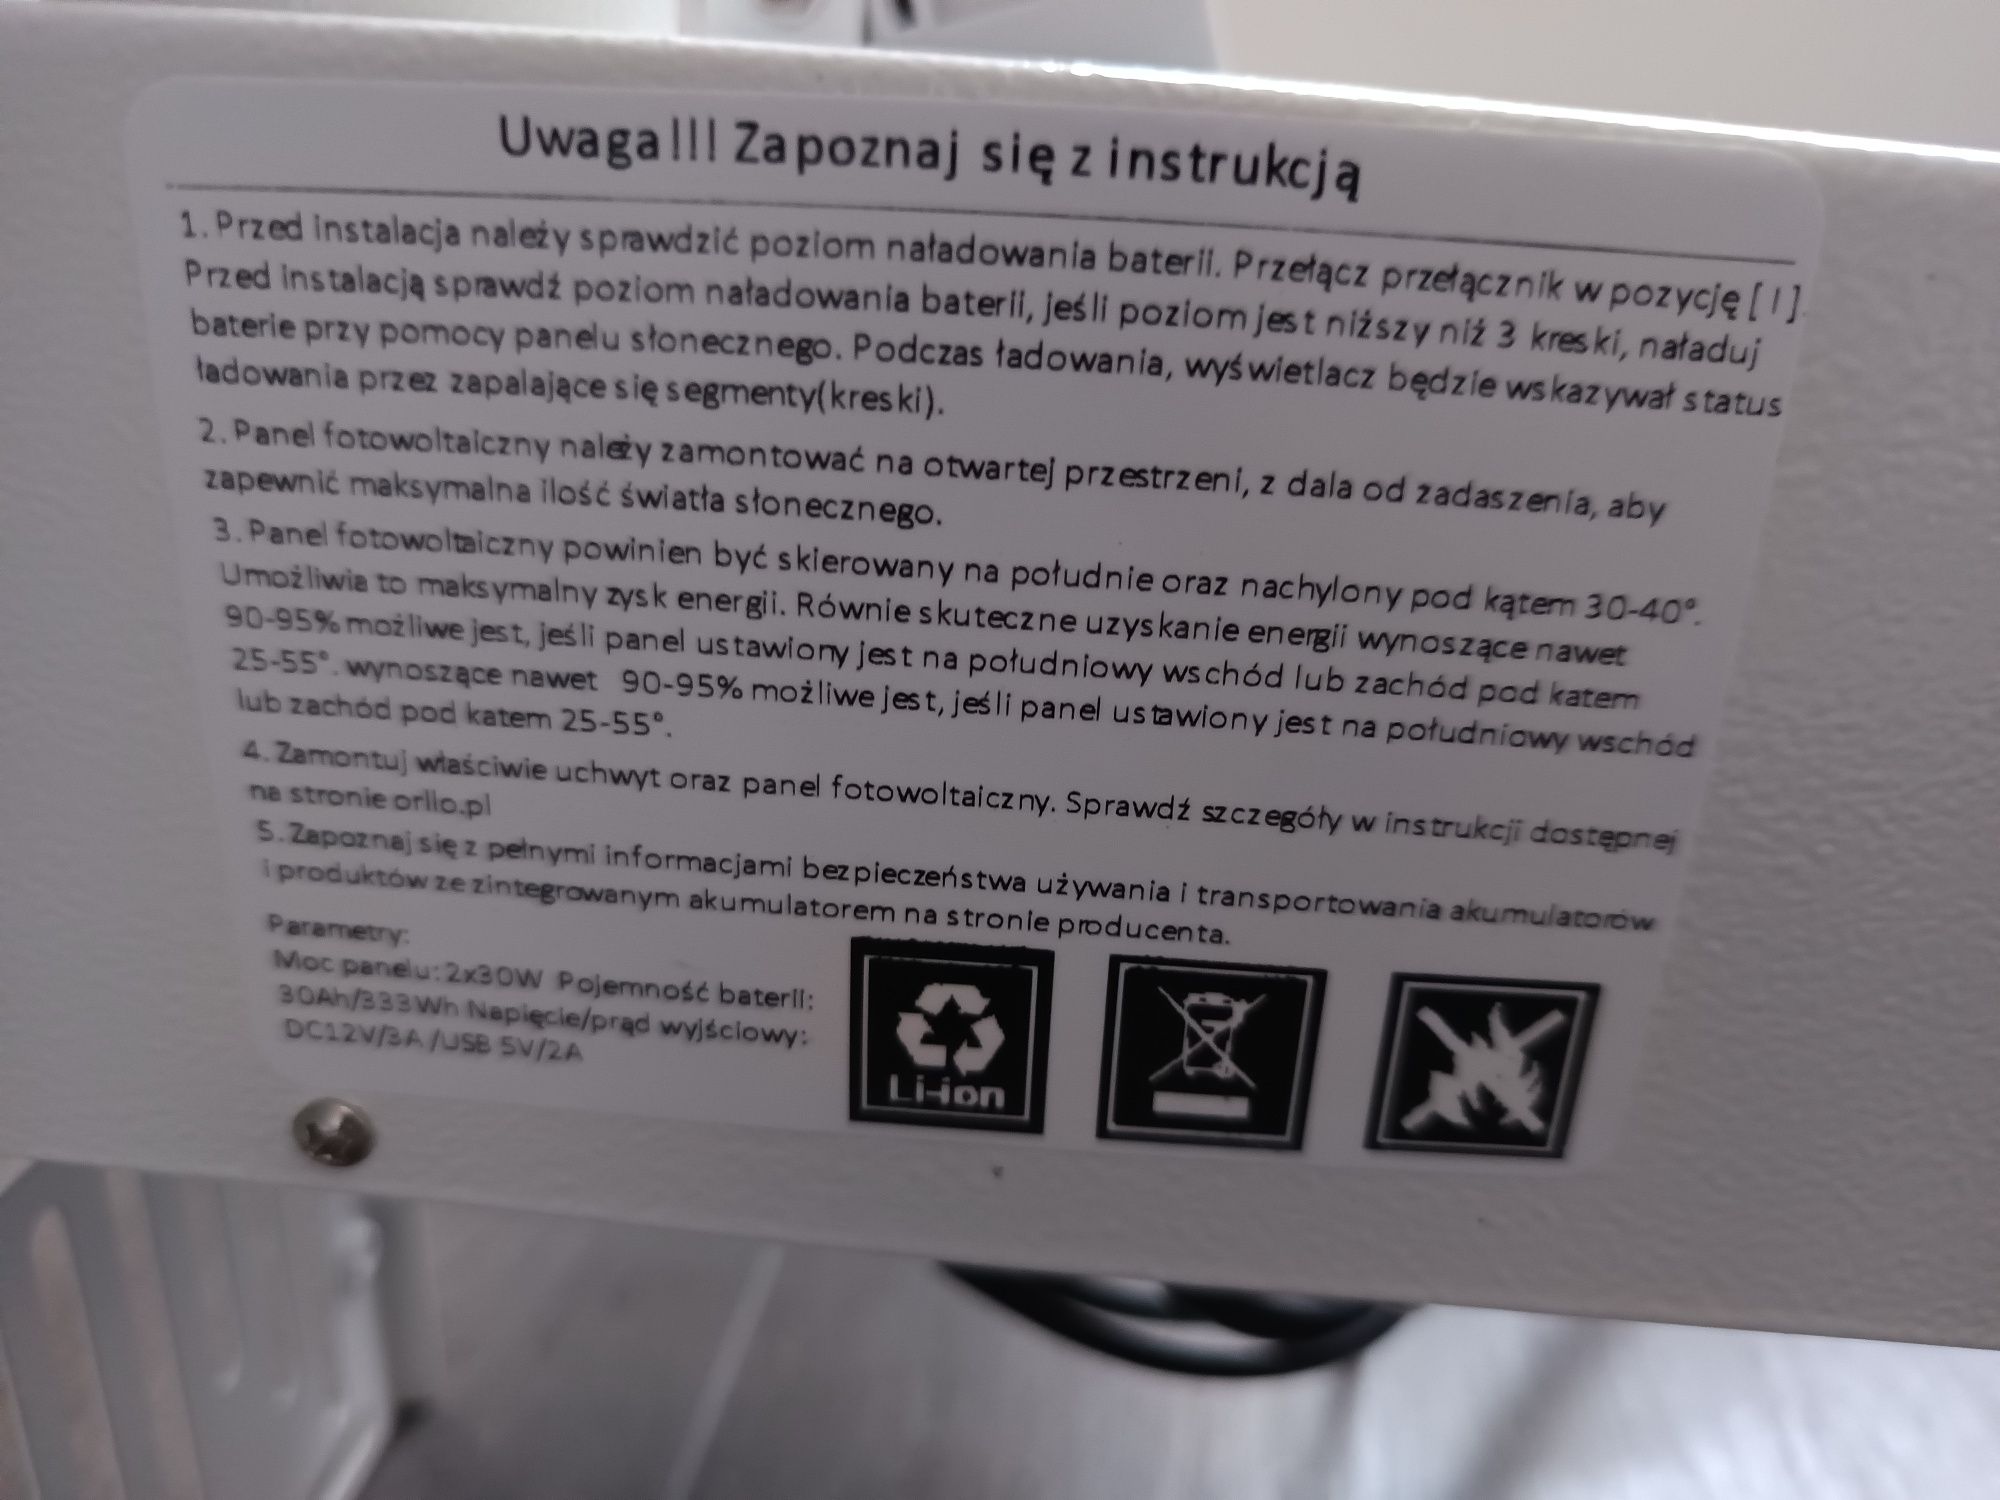 Uwaga!!! Zapoznaj się z instrukcją
1. Przed instalacja należy sprawdzić poziom naładowania baterii. Przełącz przełącznik w pozycję [ I ].
Przed instalacją sprawdź poziom naładowania baterii, jeśli poziom jest niższy niż 3 kreski, naładuj
baterie przy pomocy panelu słonecznego. Podczas ładowania, wyświetlacz będzie wskazywał status
ładowania przez zapalające się segmenty(kreski).
2. Panel fotowoltaiczny należy zamontować na otwartej przestrzeni, z dala od zadaszenia, aby
zapewnić maksymalna ilość światła słonecznego.
3. Panel fotowoltaiczny powinien być skierowany na południe oraz nachylony pod kątem 30-40°.
Umożliwia to maksymalny zysk energii. Równie skuteczne uzyskanie energii wynoszące nawet
90-95% możliwe jest, jeśli panel ustawiony jest na południowy wschód lub zachód pod katem
25-55°. wynoszące nawet 90-95% możliwe jest, jeśli panel ustawiony jest na południowy wschód
lub zachód pod katem 25-55°.
4. Zamontuj właściwie uchwyt oraz panel fotowoltaiczny. Sprawdź szczegóły w instrukcji dostępnej
na stronie orllo.pl
5. Zapoznaj się z pełnymi informacjami bezpieczeństwa używania i transportowania akumulatorów
i produktów ze zintegrowanym akumulatorem na stronie producenta.
Parametry:
Moc panelu: 2x30W Pojemność baterii:
30Ah/333Wh Napięcie/prąd wyjściowy:
DC12V/3A /USB 5V/2A
Li-ion